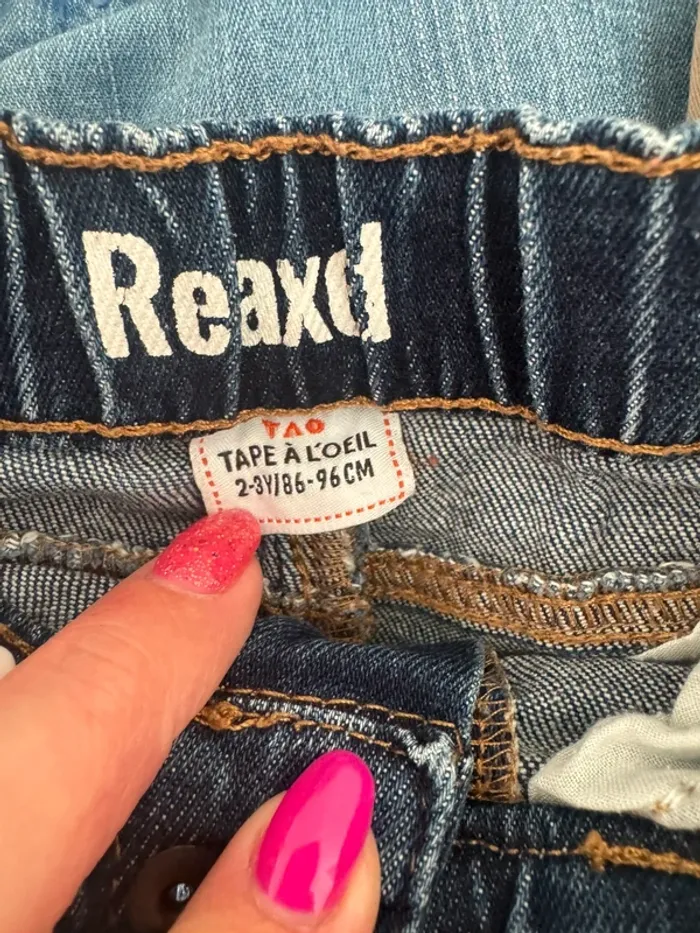 Reaxd
TAO
TAPE À L'OEIL
2-3Y/86-96CM